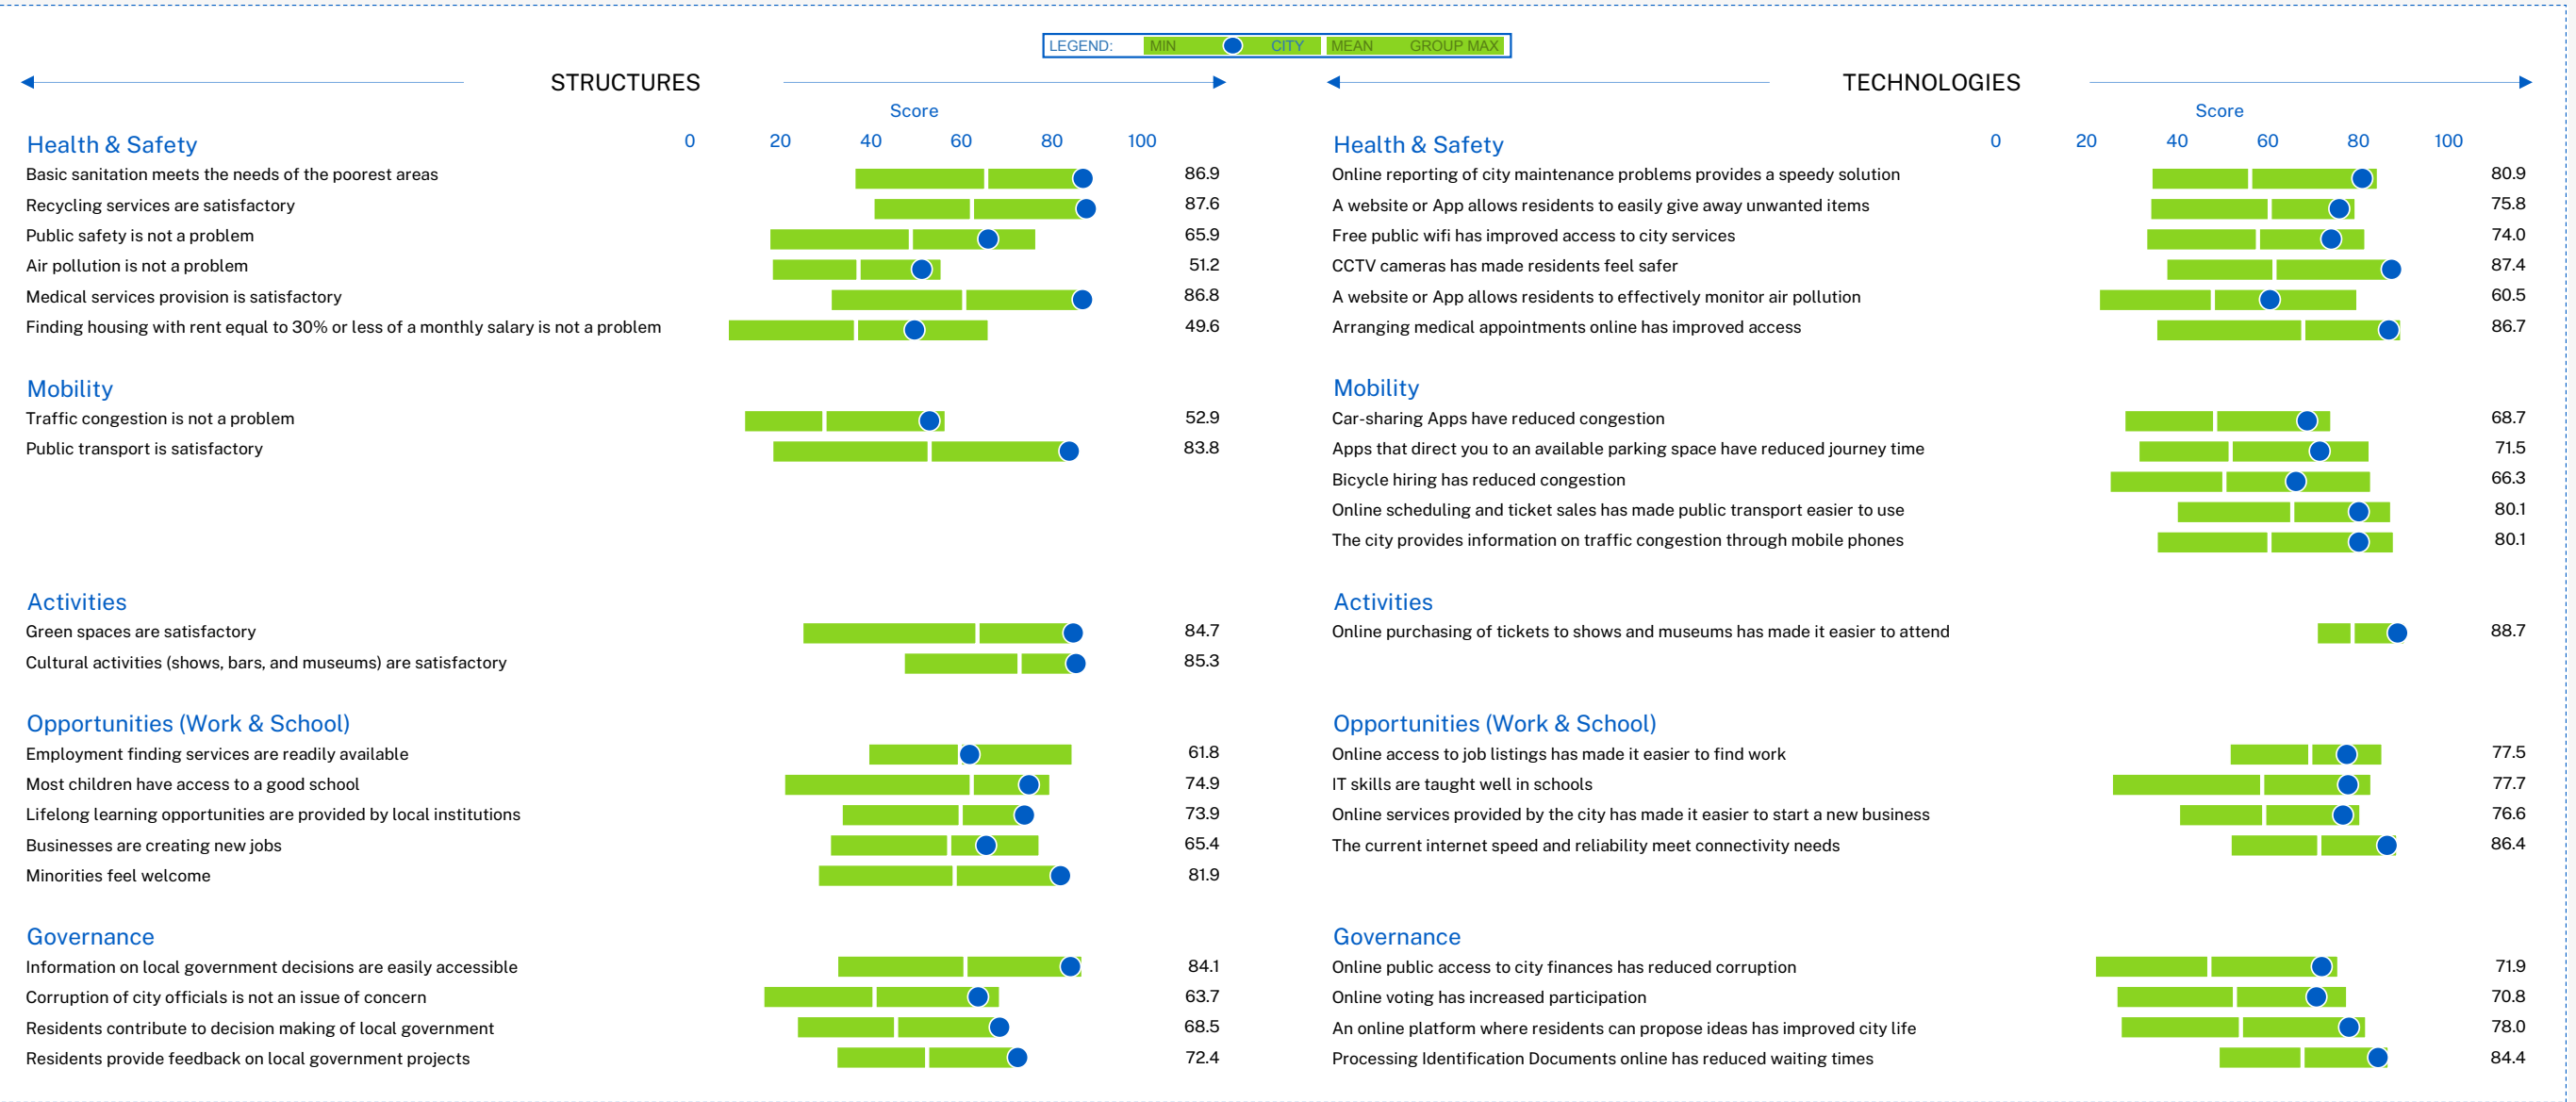 LEGEND: MIN CITY MEAN GROUP MAX
STRUCTURES
Score
Health & Safety 0 20 40 60 80 100
Basic sanitation meets the needs of the poorest areas 86.9
Recycling services are satisfactory 87.6
Public safety is not a problem 65.9
Air pollution is not a problem 51.2
Medical services provision is satisfactory 86.8
Finding housing with rent equal to 30% or less of a monthly salary is not a problem 49.6
Mobility
Traffic congestion is not a problem 52.9
Public transport is satisfactory 83.8
Activities
Green spaces are satisfactory 84.7
Cultural activities (shows, bars, and museums) are satisfactory 85.3
Opportunities (Work & School)
Employment finding services are readily available 61.8
Most children have access to a good school 74.9
Lifelong learning opportunities are provided by local institutions 73.9
Businesses are creating new jobs 65.4
Minorities feel welcome 81.9
Governance
Information on local government decisions are easily accessible 84.1
Corruption of city officials is not an issue of concern 63.7
Residents contribute to decision making of local government 68.5
Residents provide feedback on local government projects 72.4
TECHNOLOGIES
Score
Health & Safety 0 20 40 60 80 100
Online reporting of city maintenance problems provides a speedy solution 80.9
A website or App allows residents to easily give away unwanted items 75.8
Free public wifi has improved access to city services 74.0
CCTV cameras has made residents feel safer 87.4
A website or App allows residents to effectively monitor air pollution 60.5
Arranging medical appointments online has improved access 86.7
Mobility
Car-sharing Apps have reduced congestion 68.7
Apps that direct you to an available parking space have reduced journey time 71.5
Bicycle hiring has reduced congestion 66.3
Online scheduling and ticket sales has made public transport easier to use 80.1
The city provides information on traffic congestion through mobile phones 80.1
Activities
Online purchasing of tickets to shows and museums has made it easier to attend 88.7
Opportunities (Work & School)
Online access to job listings has made it easier to find work 77.5
IT skills are taught well in schools 77.7
Online services provided by the city has made it easier to start a new business 76.6
The current internet speed and reliability meet connectivity needs 86.4
Governance
Online public access to city finances has reduced corruption 71.9
Online voting has increased participation 70.8
An online platform where residents can propose ideas has improved city life 78.0
Processing Identification Documents online has reduced waiting times 84.4